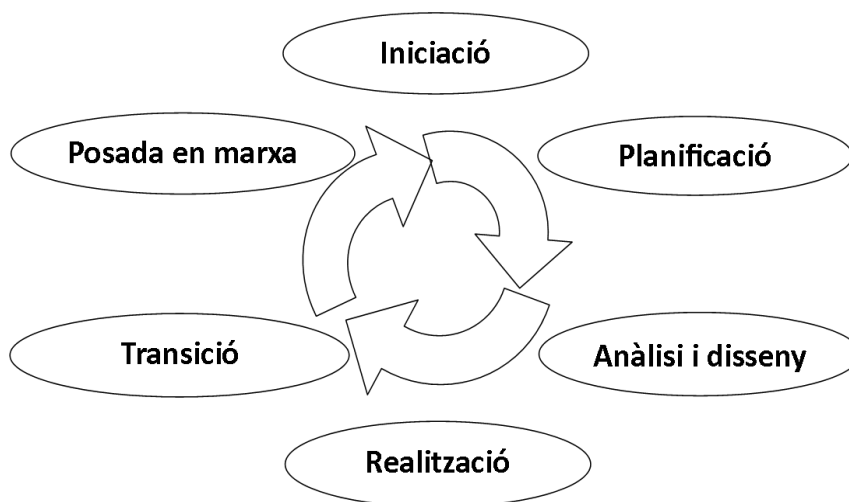 Iniciació
Posada en marxa
Planificació
Transició
Anàlisi i disseny
Realització